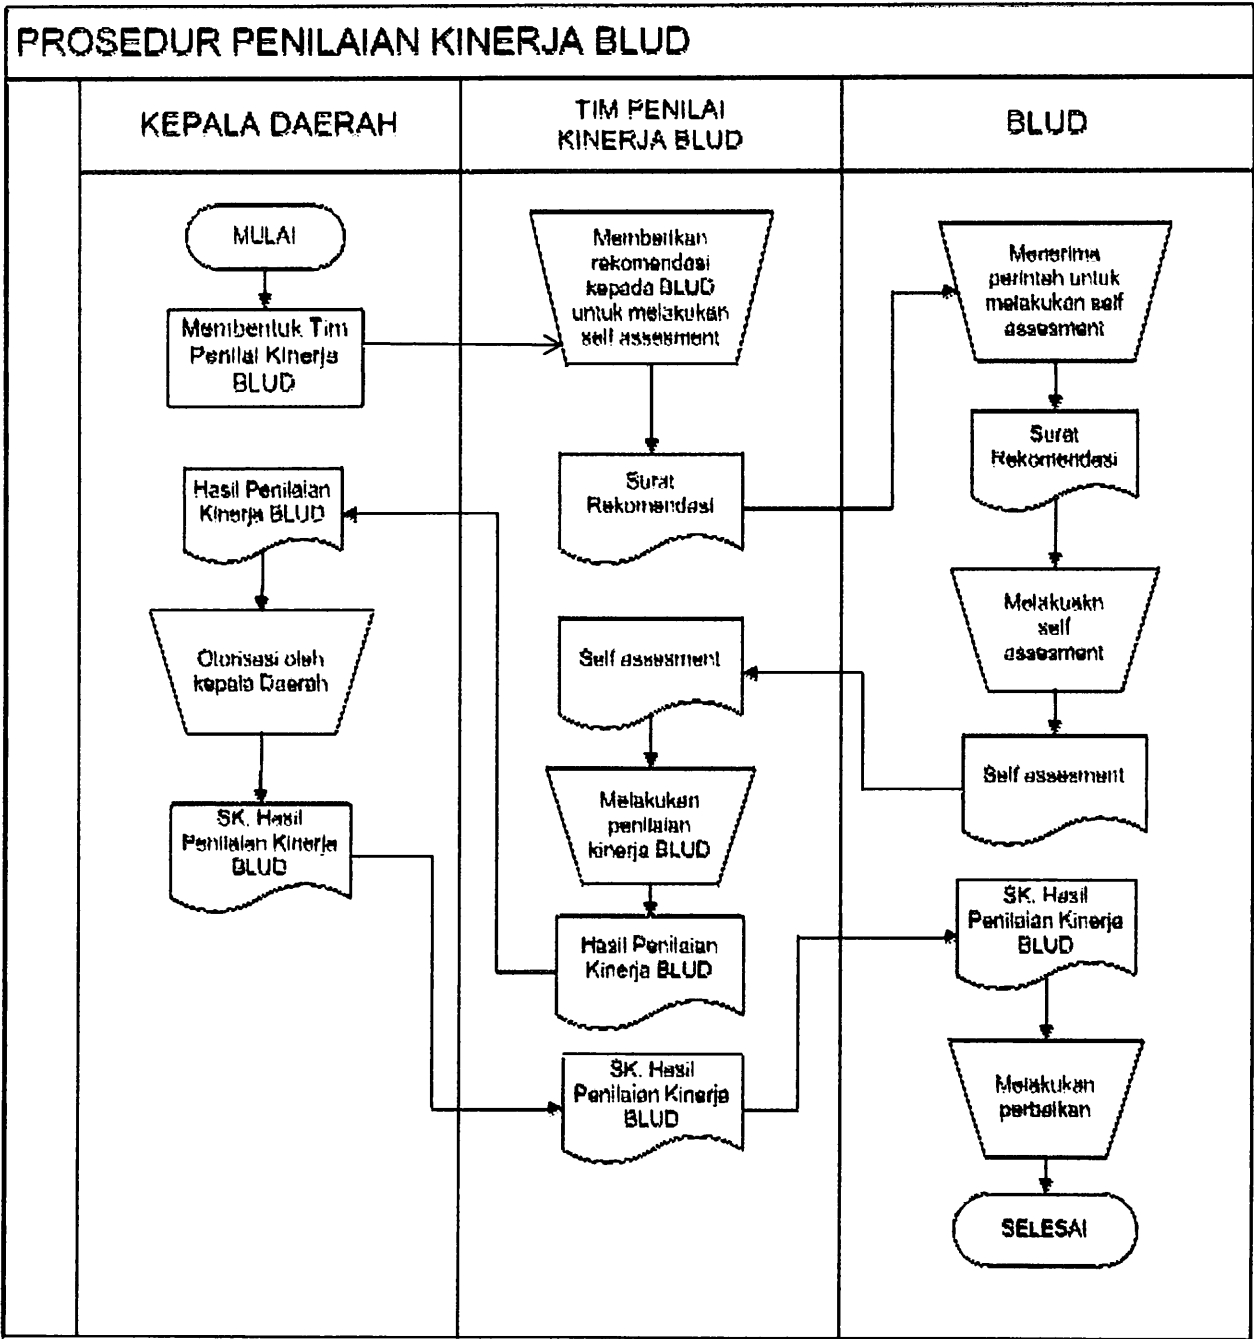 PROSEDUR PENILAIAN KINERJA BLUD
KEPALA DAERAH
TIM PENILAI
KINERJA BLUD
BLUD
MULAI
Membentuk Tim
Penilai Kinerja
BLUD
Hasil Penilaian
Kinerja BLUD
Otorisasi oleh
kepala Daerah
SK. Hasil
Penilaian Kinerja
BLUD
Memberikan
rekomendasi
kepada BLUD
untuk melakukan
self assesment
Surat
Rekomendasi
Self assesment
Melakukan
penilaian
kinerja BLUD
Hasil Penilaian
Kinerja BLUD
SK. Hasil
Penilaian Kinerja
BLUD
Menerima
perintah untuk
melakukan self
assesment
Surat
Rekomendasi
Melakuakn
self
assesment
Self assesment
SK. Hasil
Penilaian Kinerja
BLUD
Melakukan
perbaikan
SELESAI